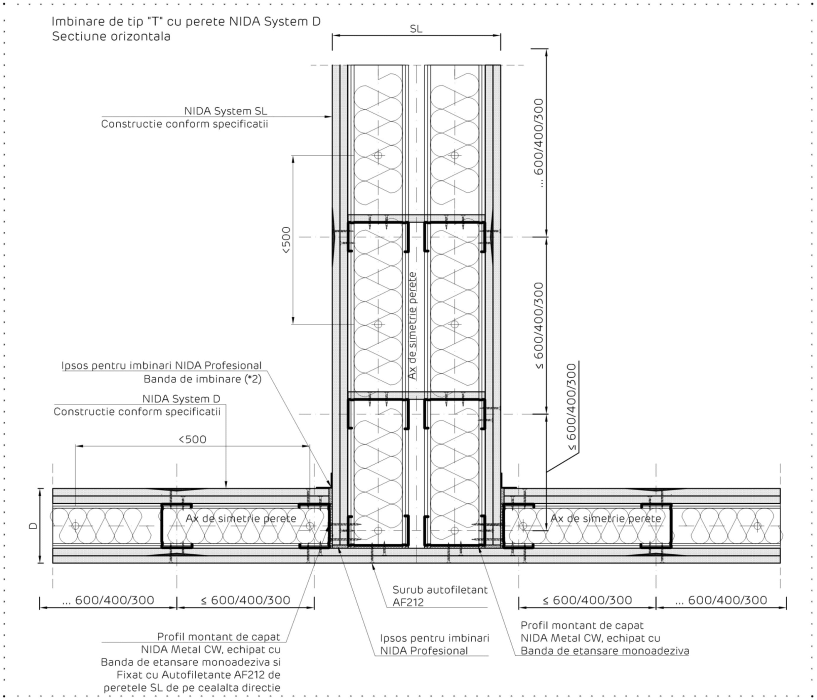 Imbinare de tip "T" cu perete NIDA System D
Sectiune orizontala
SL
NIDA System SL
Constructie conform specificatii
... 600/400/300
<500
Ax de simetrie perete
≤ 600/400/300
≤ 600/400/300
Ipsos pentru imbinari NIDA Profesional
Banda de imbinare (*2)
NIDA System D
Constructie conform specificatii
<500
D
Ax de simetrie perete
Ax de simetrie perete
... 600/400/300
≤ 600/400/300
≤ 600/400/300
... 600/400/300
Surub autofiletant
AF212
Profil montant de capat
NIDA Metal CW, echipat cu
Banda de etansare monoadeziva si
Fixat cu Autofiletante AF212 de
peretele SL de pe cealalta directie
Ipsos pentru imbinari
NIDA Profesional
Profil montant de capat
NIDA Metal CW, echipat cu
Banda de etansare monoadeziva